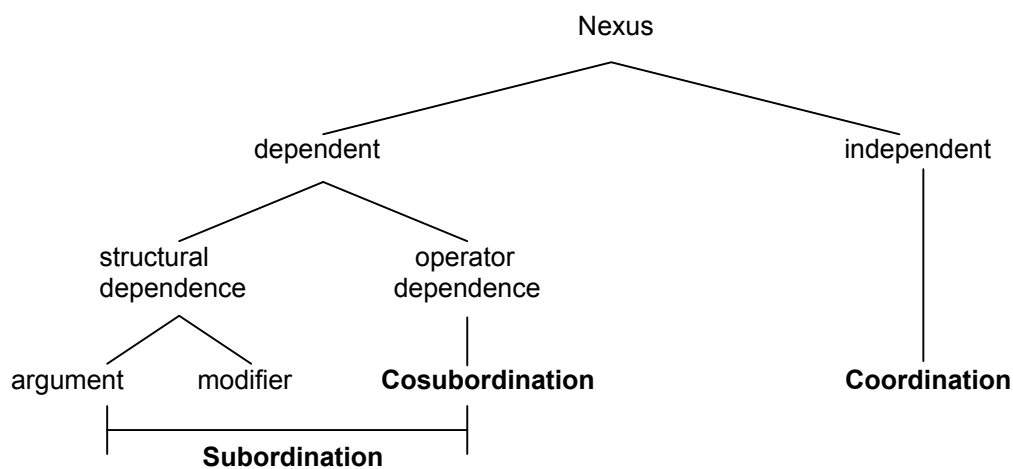 Nexus
dependent independent
structural operator
dependence dependence
argument modifier Cosubordination Coordination
Subordination